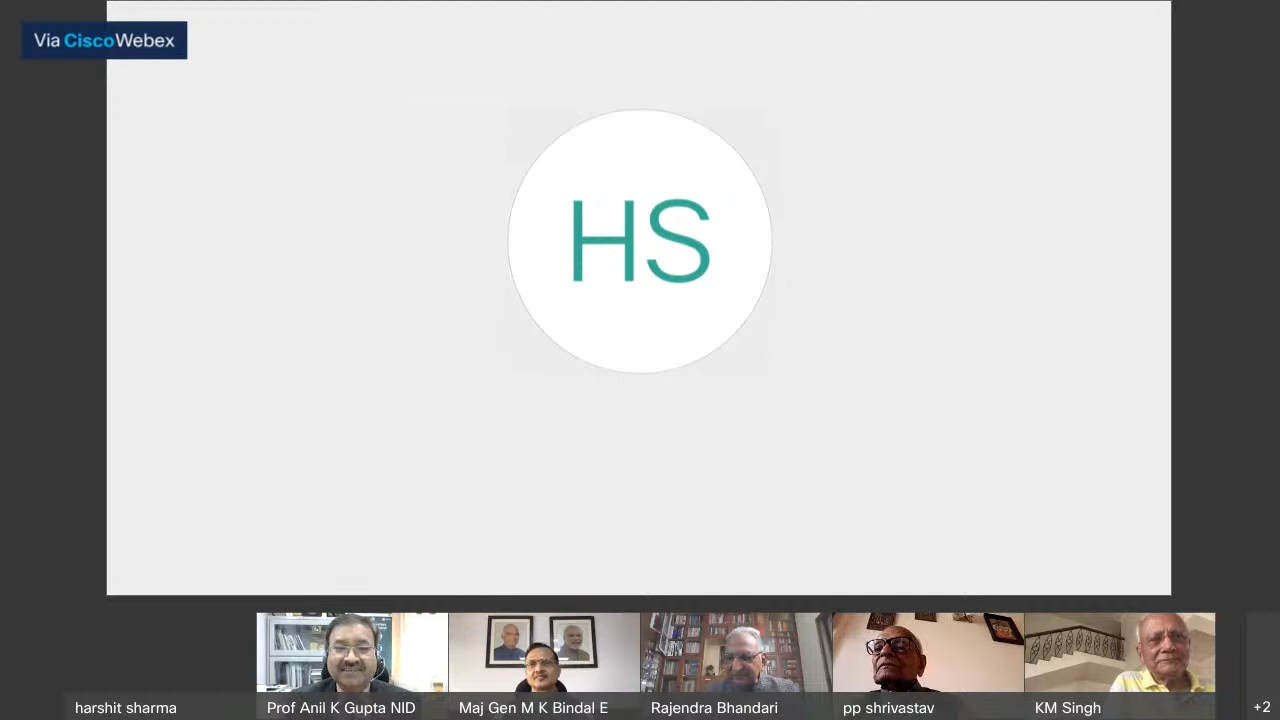 Via CiscoWebex
HS
harshit sharma
Prof Anil K Gupta NID
Maj Gen M K Bindal E
Rajendra Bhandari
pp shrivastav
KM Singh
+2